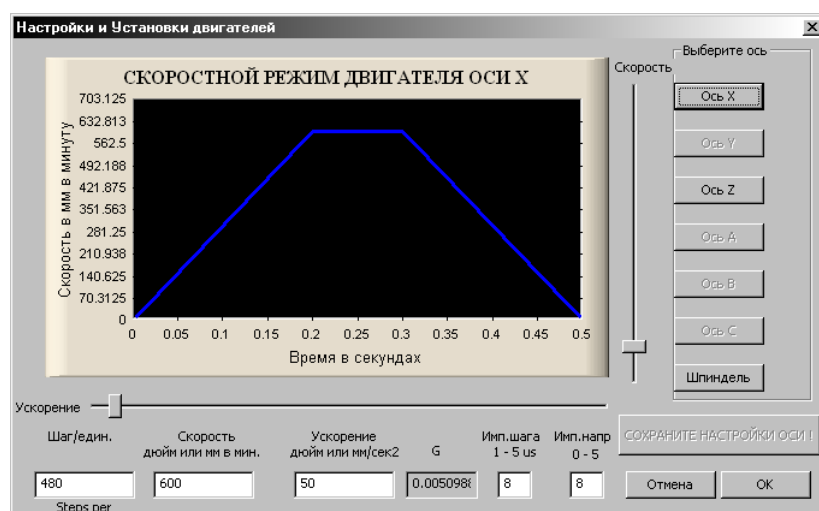 Настройки и Установки двигателей
СКОРОСТНОЙ РЕЖИМ ДВИГАТЕЛЯ ОСИ X
Скорость в мм в минуту
703.125
632.813
562.5
492.188
421.875
351.563
281.25
210.938
140.625
70.3125
0
0 0.05 0.1 0.15 0.2 0.25 0.3 0.35 0.4 0.45 0.5
Время в секундах
Скорость
Выберите ось
Ось X
Ось Y
Ось Z
Ось A
Ось B
Ось C
Шпиндель
Ускорение
Шаг/един.
Скорость
дюйм или мм в мин.
Ускорение
дюйм или мм/сек2
G
Имп.шага
1 - 5 us
Имп.напр
0 - 5
СОХРАНИТЕ НАСТРОЙКИ ОСИ !
480
600
50
0.005098
8
8
Отмена
OK
Steps per